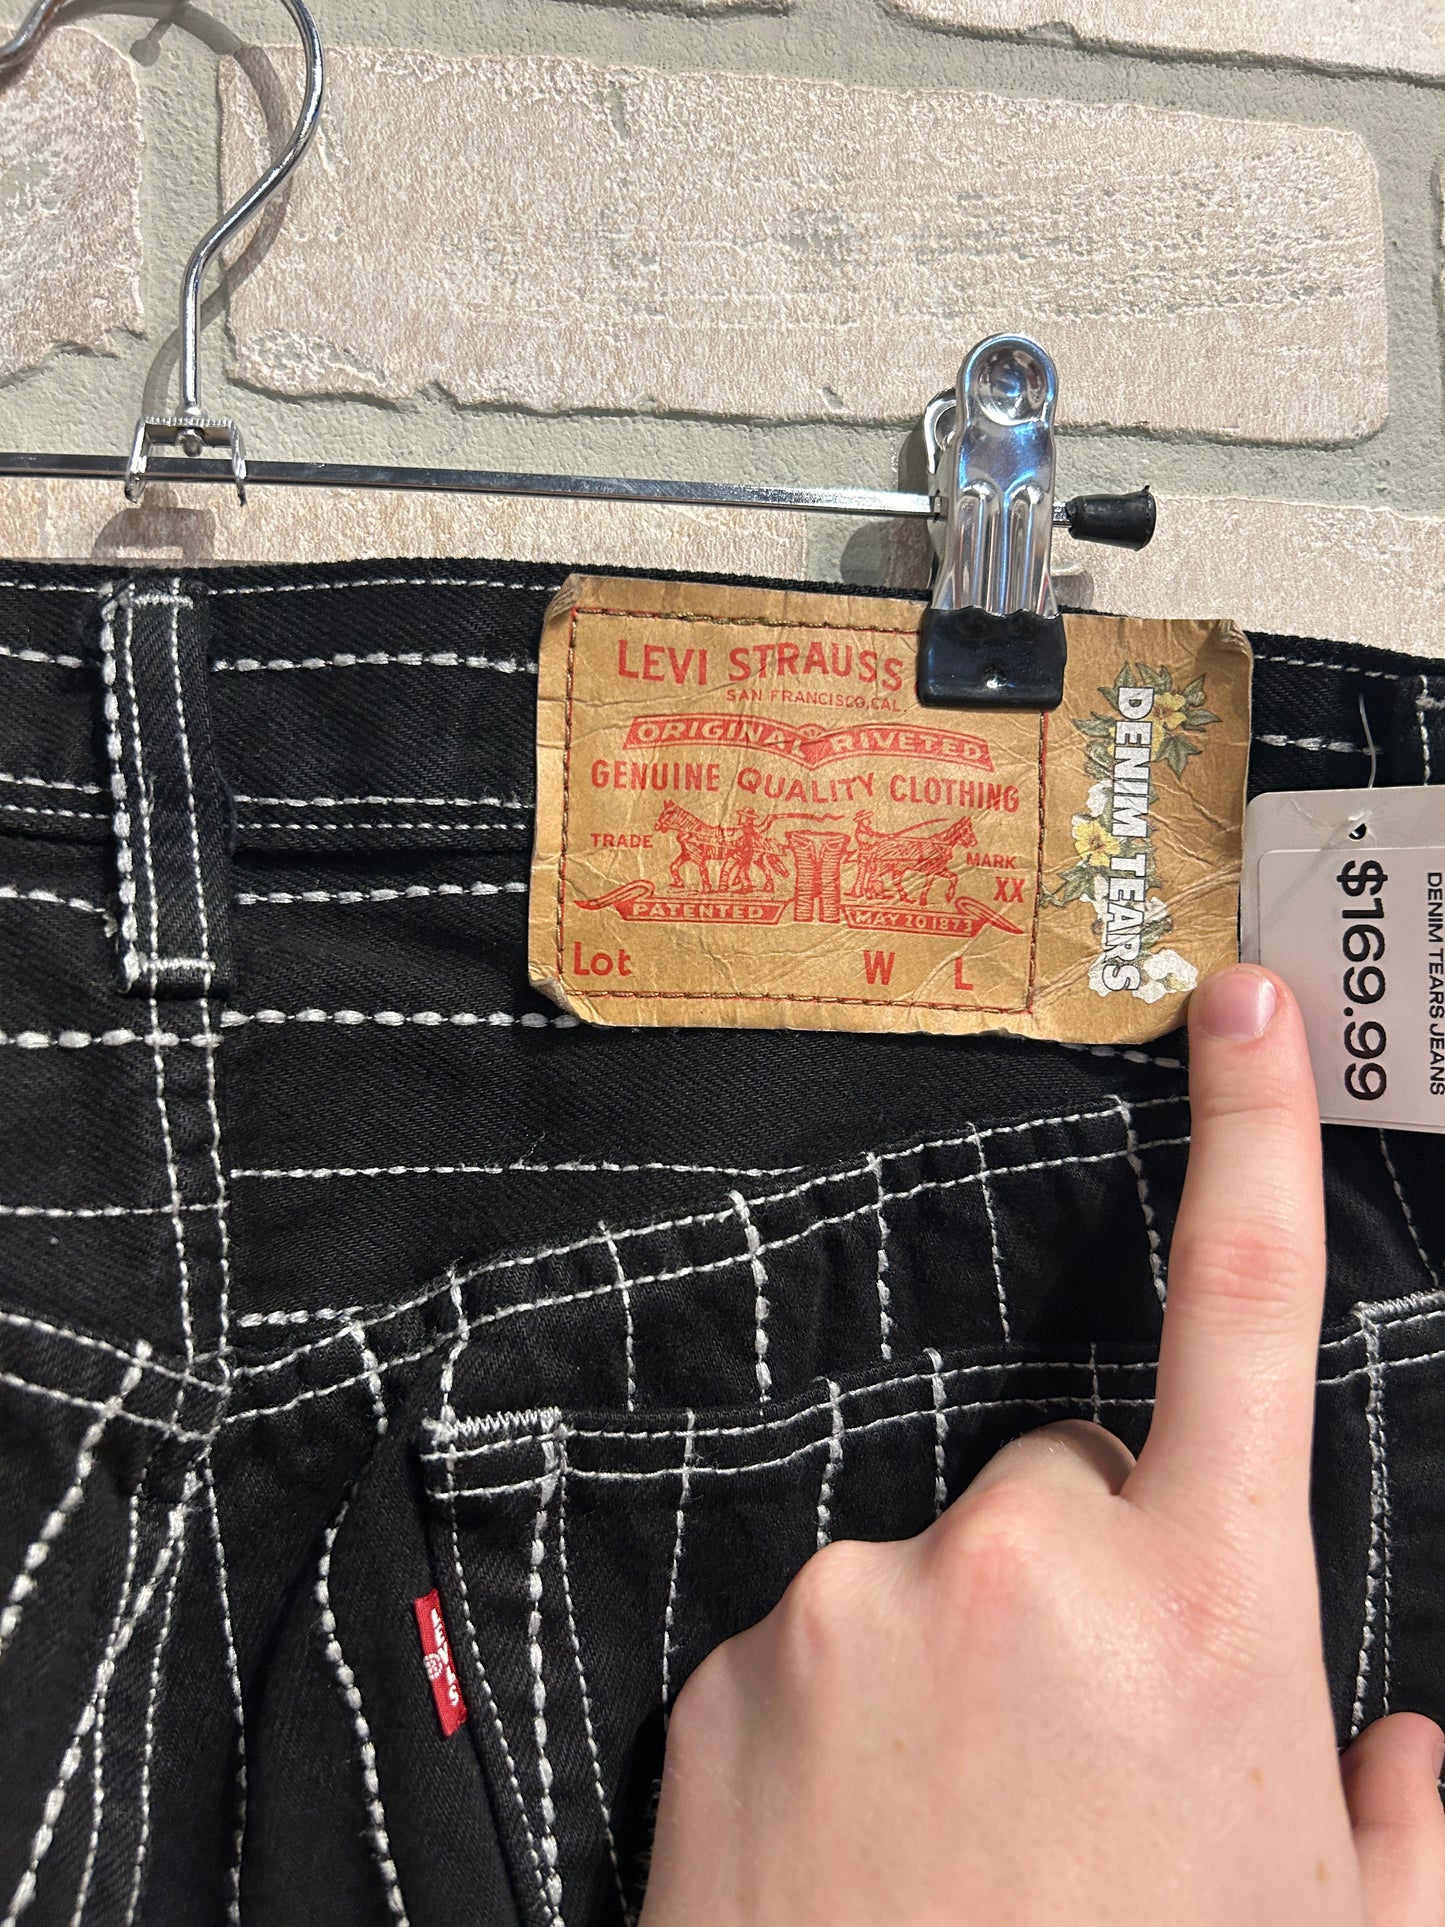 LEVI STRAUSS
SAN FRANCISCO, CAL.
ORIGINAL RIVETED
GENUINE QUALITY CLOTHING
TRADE MARK
XX
PATENTED MAY 20 1873
Lot W L
DENIM TEARS
$169.99
DENIM TEARS JEANS
LEVI'S